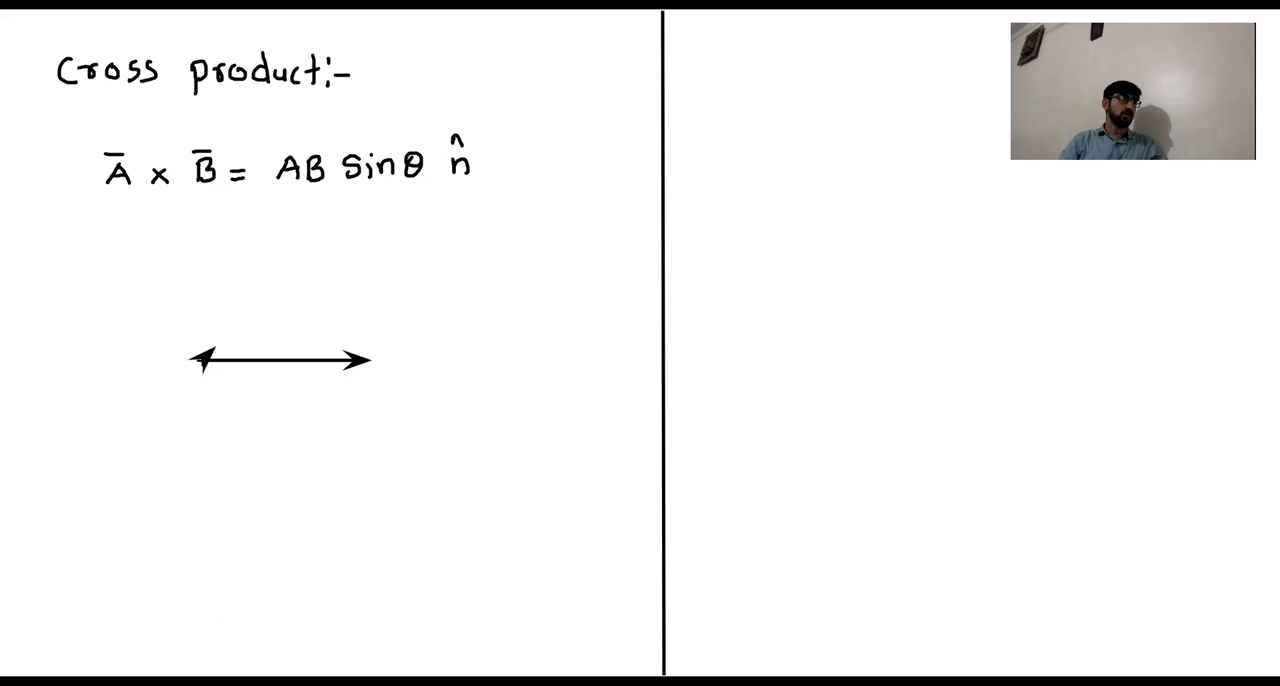 Cross product:-
A̅ × B̅ = AB Sinθ n̂